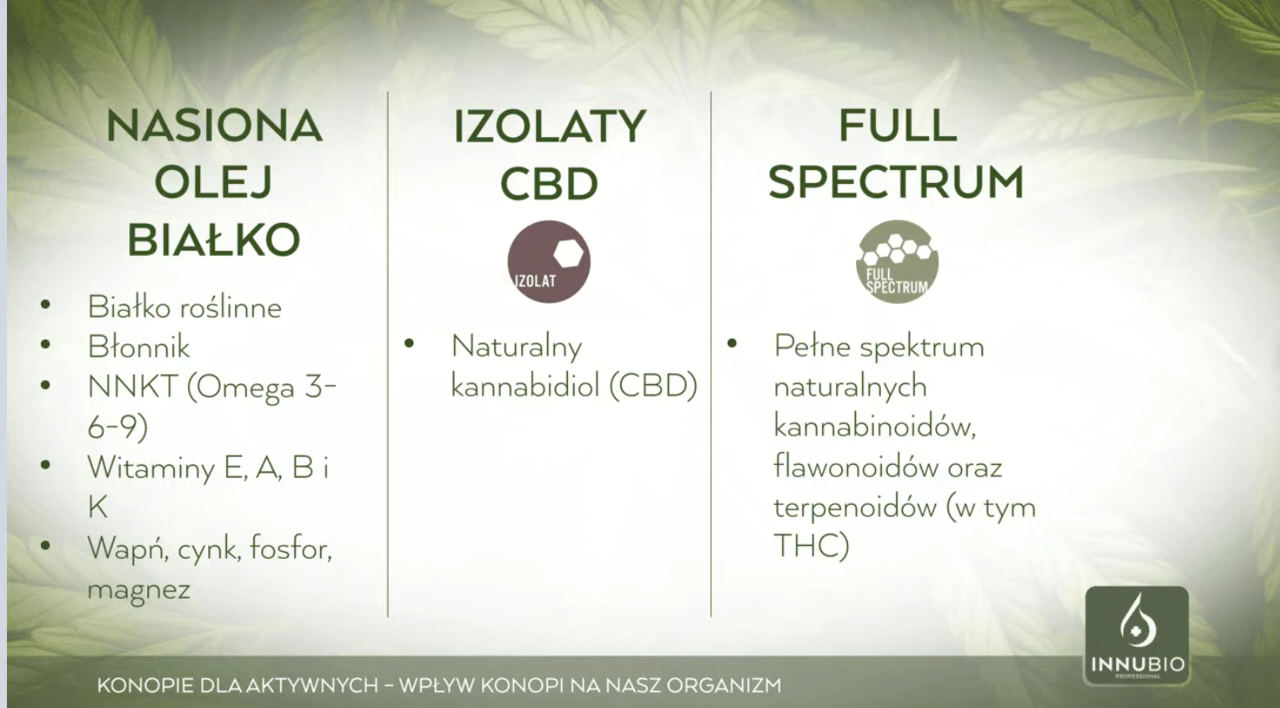 NASIONA
OLEJ
BIAŁKO
• Białko roślinne
• Błonnik
• NNKT (Omega 3-
6-9)
• Witaminy E, A, B i
K
• Wapń, cynk, fosfor,
magnez
IZOLATY
CBD
IZOLAT
• Naturalny
kannabidiol (CBD)
FULL
SPECTRUM
FULL
SPECTRUM
• Pełne spektrum
naturalnych
kannabinoidów,
flawonoidów oraz
terpenoidów (w tym
THC)
KONOPIE DLA AKTYWNYCH – WPŁYW KONOPI NA NASZ ORGANIZM
INNUBIO
PROFESSIONAL